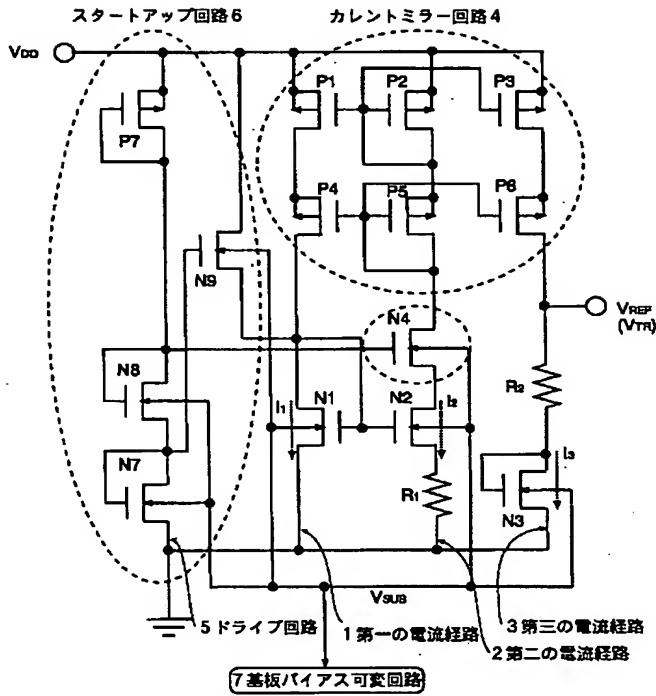 スタートアップ回路6
カレントミラー回路4
VDD
P1
P2
P3
P7
P4
P5
P6
N9
VREF
(VTR)
N4
N8
R2
I1
N1
N2
I2
N7
R1
I3
N3
VSUB
5 ドライブ回路
1 第一の電流経路
3 第三の電流経路
2 第二の電流経路
7 基板バイアス可変回路